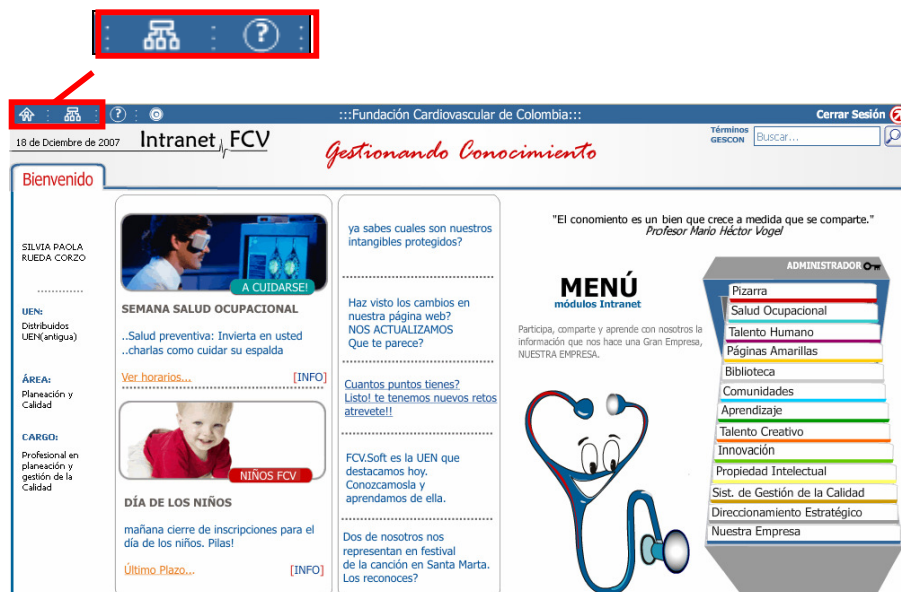 :::Fundación Cardiovascular de Colombia:::
Cerrar Sesión
18 de Dciembre de 2007
Intranet FCV
Gestionando Conocimiento
Términos
GESCON
Buscar...
Bienvenido
SILVIA PAOLA
RUEDA CORZO
UEN:
Distribuidos
UEN(antigua)
ÁREA:
Planeación y
Calidad
CARGO:
Profesional en
planeación y
gestión de la
Calidad
A CUIDARSE!
SEMANA SALUD OCUPACIONAL
..Salud preventiva: Invierta en usted
..charlas como cuidar su espalda
Ver horarios...
[INFO]
NIÑOS FCV
DÍA DE LOS NIÑOS
mañana cierre de inscripciones para el
día de los niños. Pilas!
Último Plazo...
[INFO]
ya sabes cuales son nuestros
intangibles protegidos?
Haz visto los cambios en
nuestra página web?
NOS ACTUALIZAMOS
Que te parece?
Cuantos puntos tienes?
Listo! te tenemos nuevos retos
atrevete!!
FCV.Soft es la UEN que
destacamos hoy.
Conozcamosla y
aprendamos de ella.
Dos de nosotros nos
representan en festival
de la canción en Santa Marta.
Los reconoces?
"El conomiento es un bien que crece a medida que se comparte."
Profesor Mario Héctor Vogel
MENÚ
módulos Intranet
Participa, comparte y aprende con nosotros la
información que nos hace una Gran Empresa,
NUESTRA EMPRESA.
ADMINISTRADOR
Pizarra
Salud Ocupacional
Talento Humano
Páginas Amarillas
Biblioteca
Comunidades
Aprendizaje
Talento Creativo
Innovación
Propiedad Intelectual
Sist. de Gestión de la Calidad
Direccionamiento Estratégico
Nuestra Empresa